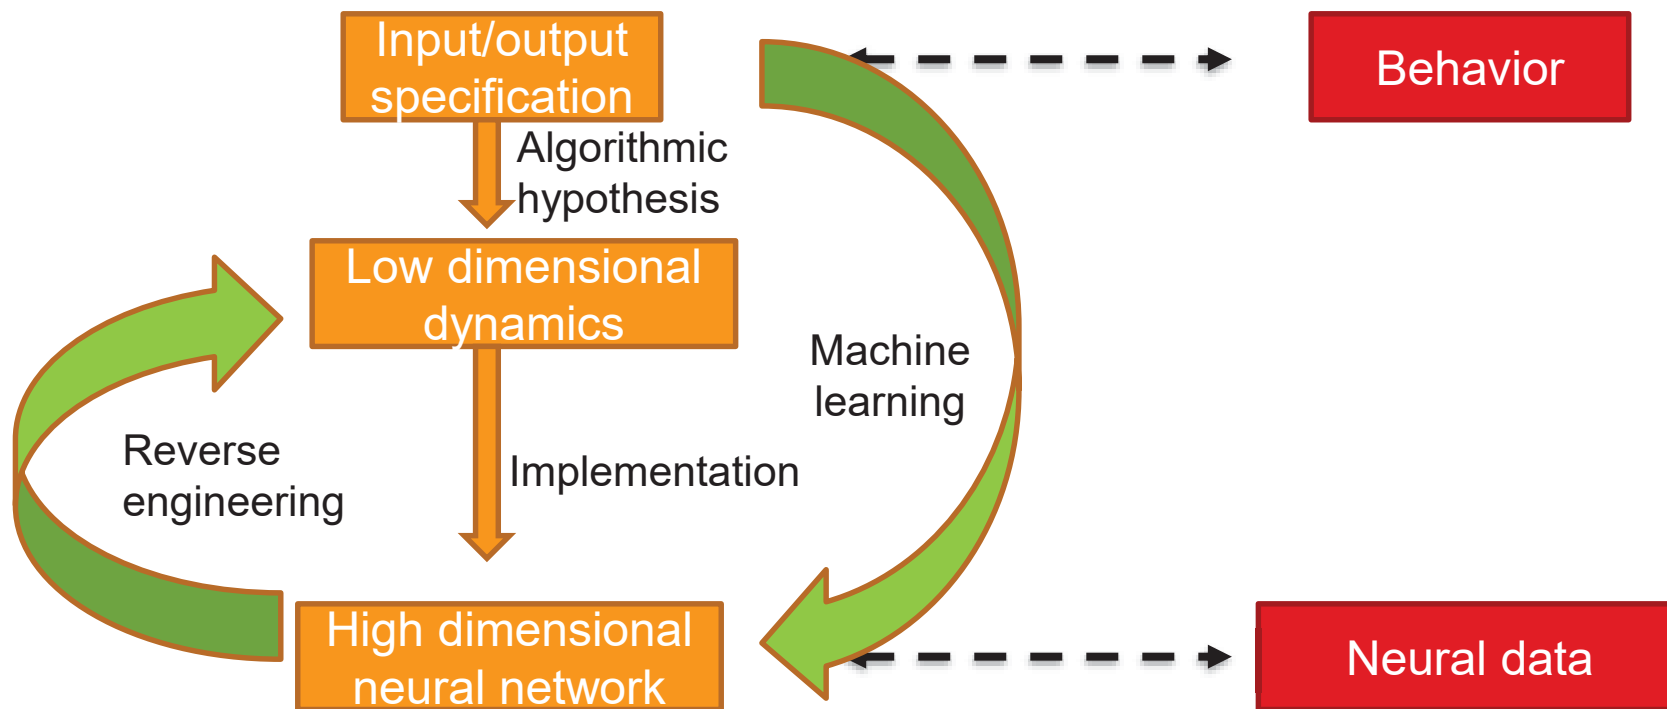 Input/output
specification
Behavior
Algorithmic
hypothesis
Low dimensional
dynamics
Machine
learning
Reverse
engineering
Implementation
High dimensional
neural network
Neural data